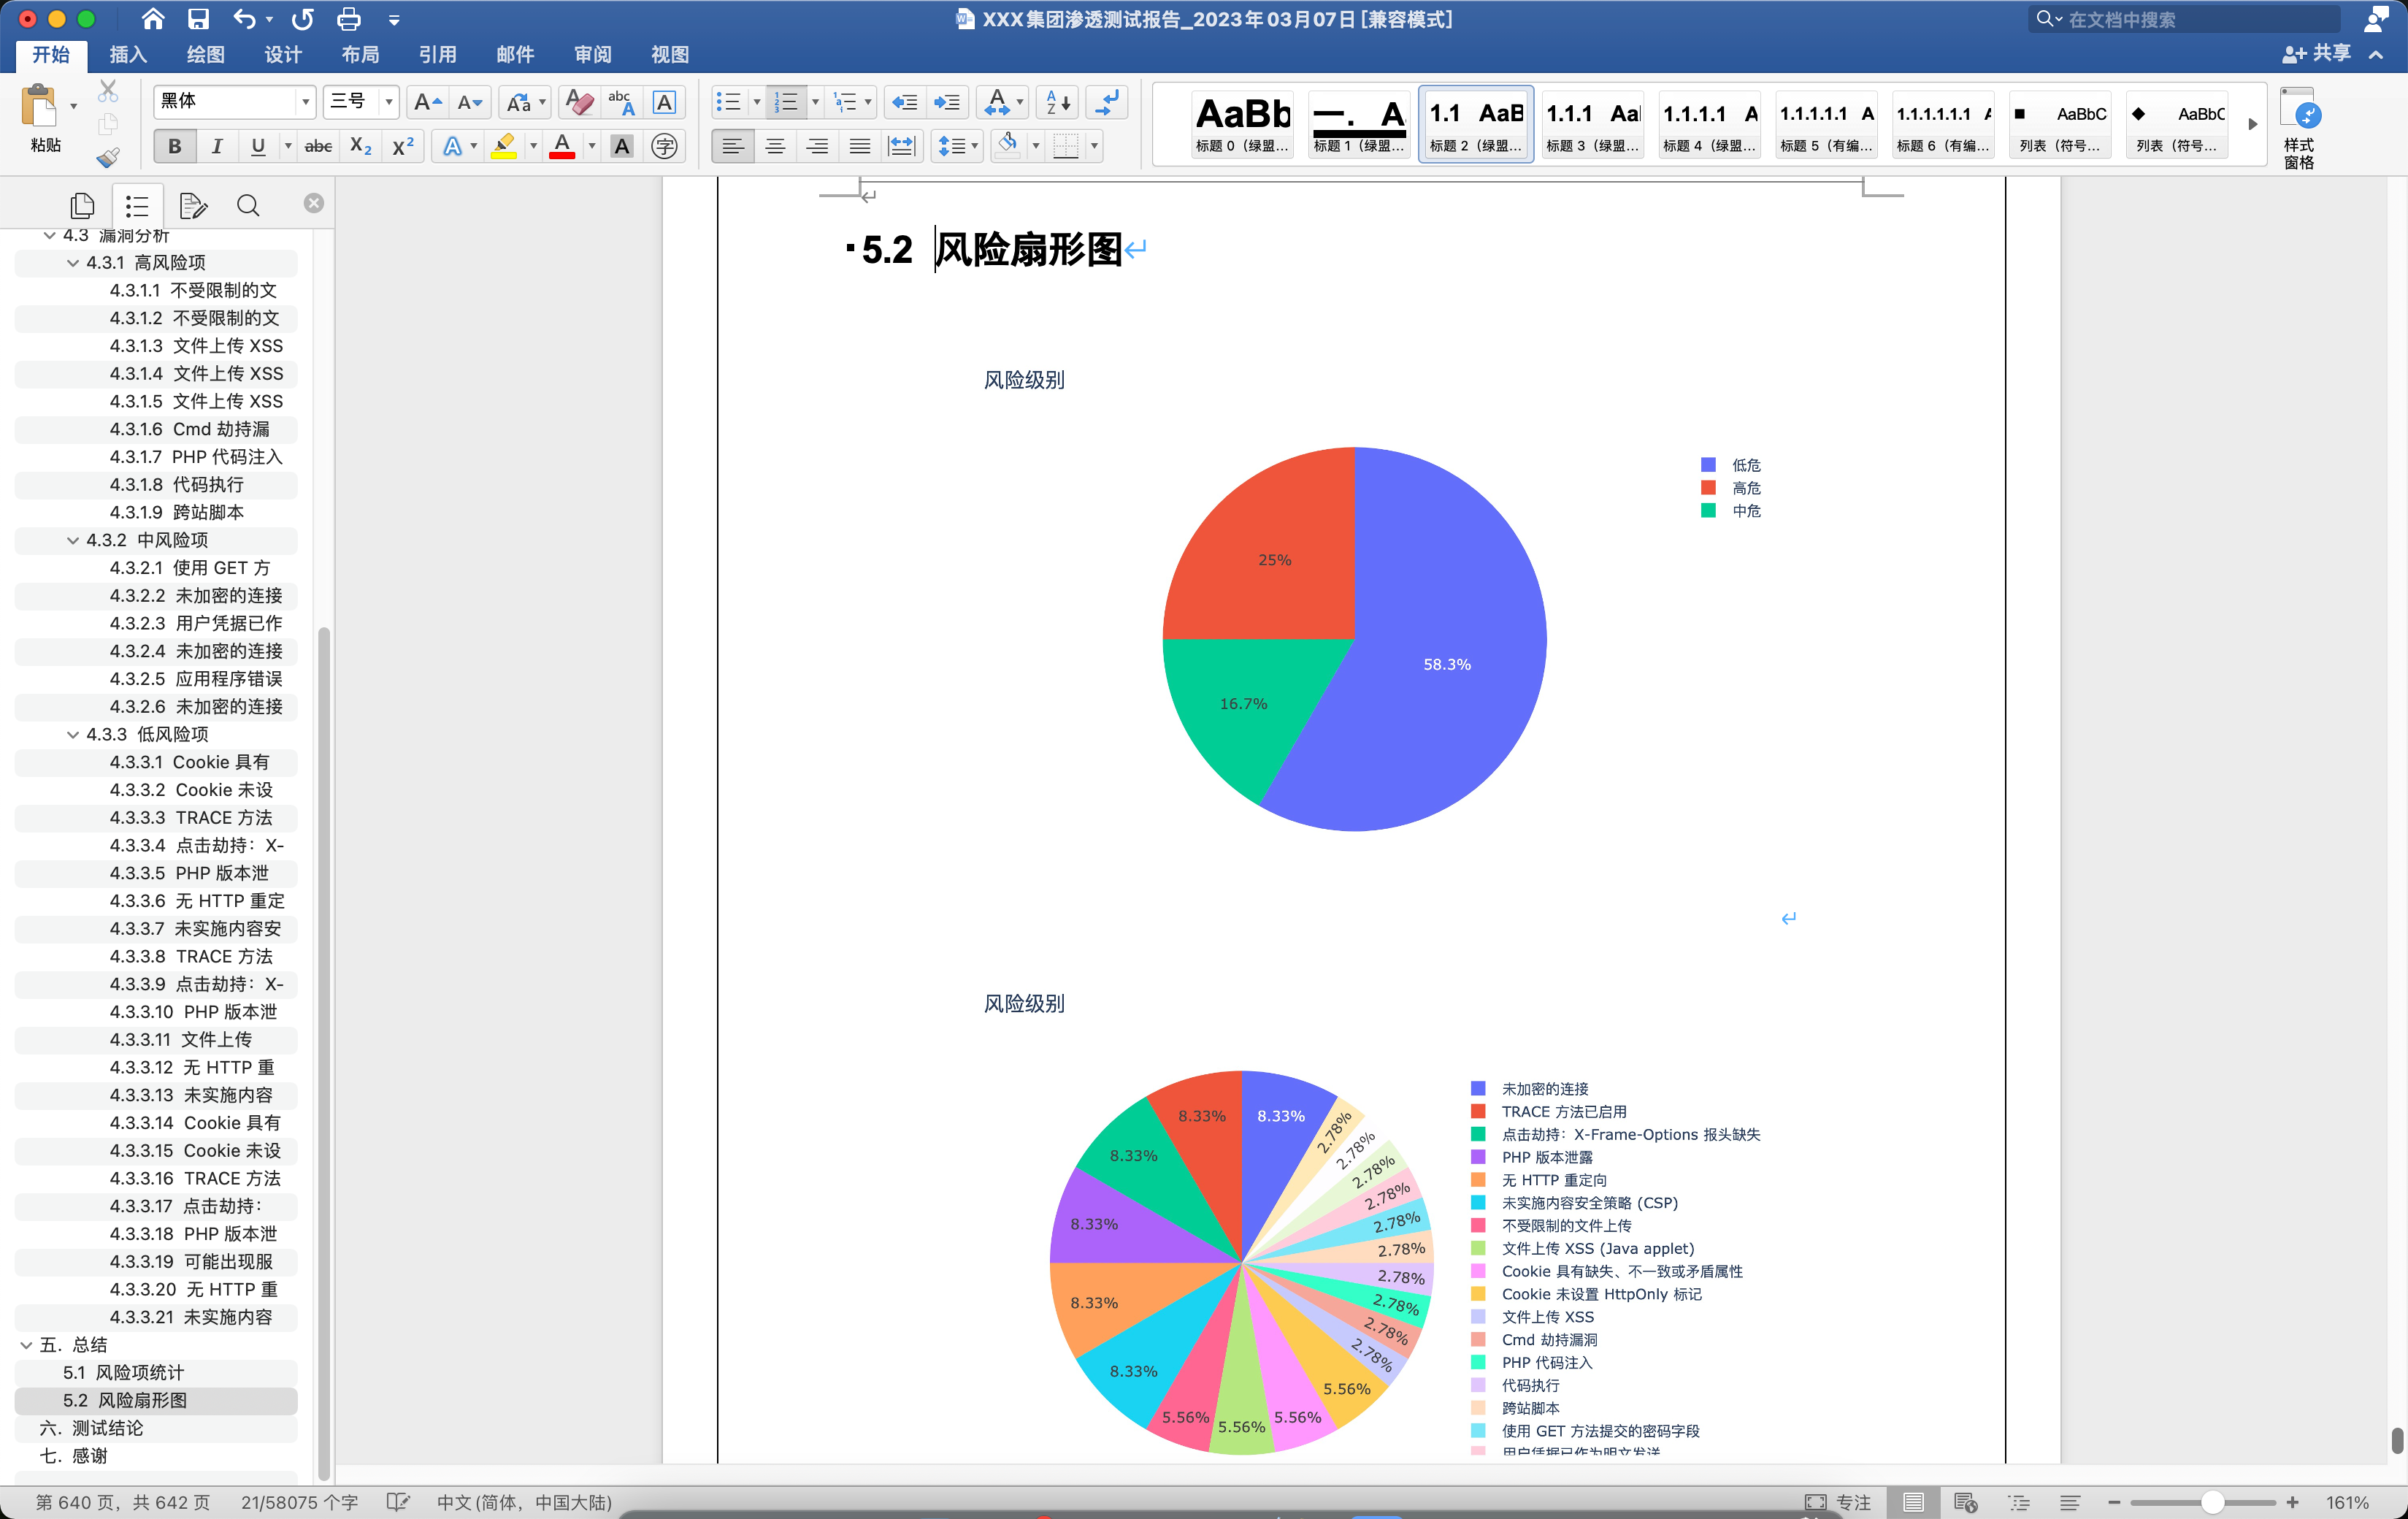 XXX集团渗透测试报告_2023年03月07日 [兼容模式]
在文档中搜索
开始 插入 绘图 设计 布局 引用 邮件 审阅 视图
共享
粘贴
黑体 三号
AaBb 标题 0（绿盟...
一. A 标题 1（绿盟...
1.1 AaB 标题 2（绿盟...
1.1.1 Aa 标题 3（绿盟...
1.1.1.1 A 标题 4（绿盟...
1.1.1.1.1 A 标题 5（有编...
1.1.1.1.1.1 标题 6（有编...
AaBbC 列表（符号...
AaBbC 列表（符号...
样式
窗格
4.3 漏洞分析
4.3.1 高风险项
4.3.1.1 不受限制的文
4.3.1.2 不受限制的文
4.3.1.3 文件上传 XSS
4.3.1.4 文件上传 XSS
4.3.1.5 文件上传 XSS
4.3.1.6 Cmd 劫持漏
4.3.1.7 PHP 代码注入
4.3.1.8 代码执行
4.3.1.9 跨站脚本
4.3.2 中风险项
4.3.2.1 使用 GET 方
4.3.2.2 未加密的连接
4.3.2.3 用户凭据已作
4.3.2.4 未加密的连接
4.3.2.5 应用程序错误
4.3.2.6 未加密的连接
4.3.3 低风险项
4.3.3.1 Cookie 具有
4.3.3.2 Cookie 未设
4.3.3.3 TRACE 方法
4.3.3.4 点击劫持：X-
4.3.3.5 PHP 版本泄
4.3.3.6 无 HTTP 重定
4.3.3.7 未实施内容安
4.3.3.8 TRACE 方法
4.3.3.9 点击劫持：X-
4.3.3.10 PHP 版本泄
4.3.3.11 文件上传
4.3.3.12 无 HTTP 重
4.3.3.13 未实施内容
4.3.3.14 Cookie 具有
4.3.3.15 Cookie 未设
4.3.3.16 TRACE 方法
4.3.3.17 点击劫持：
4.3.3.18 PHP 版本泄
4.3.3.19 可能出现服
4.3.3.20 无 HTTP 重
4.3.3.21 未实施内容
五. 总结
5.1 风险项统计
5.2 风险扇形图
六. 测试结论
七. 感谢
5.2 风险扇形图
风险级别
25%
58.3%
16.7%
低危
高危
中危
风险级别
8.33%
8.33%
8.33%
8.33%
8.33%
8.33%
5.56%
5.56%
5.56%
5.56%
2.78%
2.78%
2.78%
2.78%
2.78%
2.78%
2.78%
2.78%
2.78%
2.78%
未加密的连接
TRACE 方法已启用
点击劫持：X-Frame-Options 报头缺失
PHP 版本泄露
无 HTTP 重定向
未实施内容安全策略 (CSP)
不受限制的文件上传
文件上传 XSS (Java applet)
Cookie 具有缺失、不一致或矛盾属性
Cookie 未设置 HttpOnly 标记
文件上传 XSS
Cmd 劫持漏洞
PHP 代码注入
代码执行
跨站脚本
使用 GET 方法提交的密码字段
用户凭据已作为明文发送
第 640 页，共 642 页 21/58075 个字 中文 (简体，中国大陆)
专注 161%